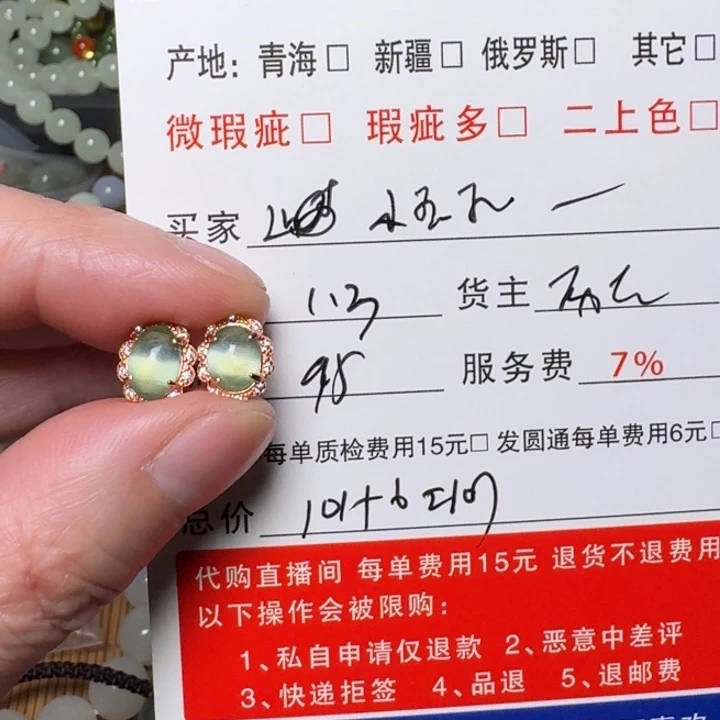 产地：青海□ 新疆□ 俄罗斯□ 其它□
微瑕疵□ 瑕疵多□ 二上色□
买家
113 货主
98 服务费 7%
每单质检费用15元□ 发圆通每单费用6元□
总价 101+6
代购直播间 每单费用15元 退货不退费用
以下操作会被限购：
1、私自申请仅退款 2、恶意中差评
3、快递拒签 4、品退 5、退邮费